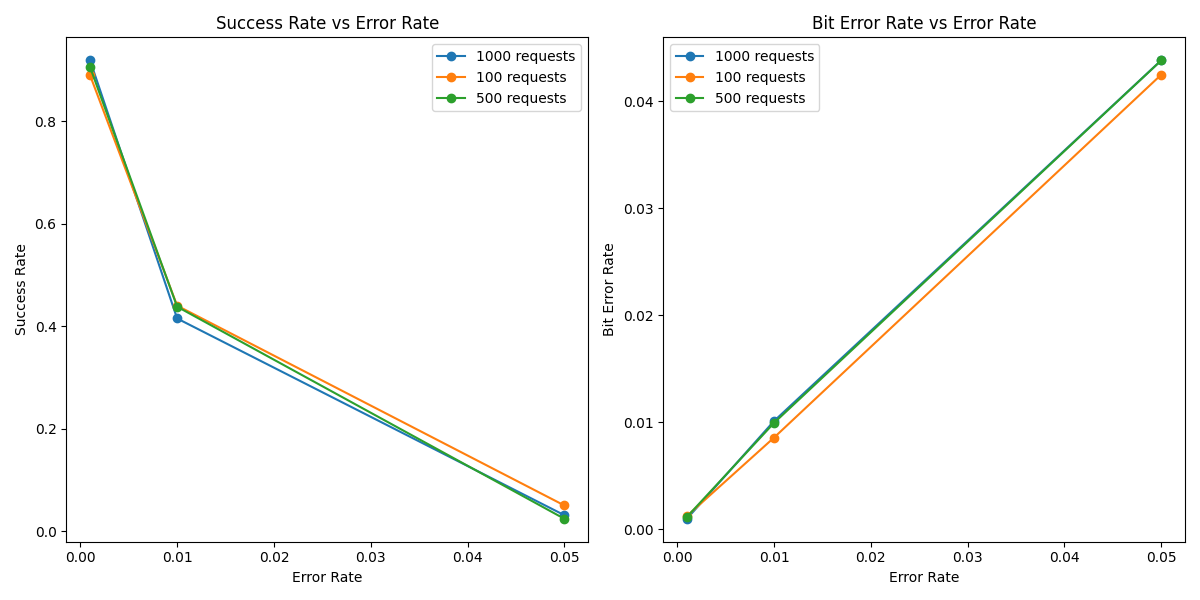 Success Rate vs Error Rate
1000 requests
100 requests
500 requests
0.8
0.6
0.4
0.2
0.0
Success Rate
0.00 0.01 0.02 0.03 0.04 0.05
Error Rate
Bit Error Rate vs Error Rate
1000 requests
100 requests
500 requests
0.04
0.03
0.02
0.01
0.00
Bit Error Rate
0.00 0.01 0.02 0.03 0.04 0.05
Error Rate